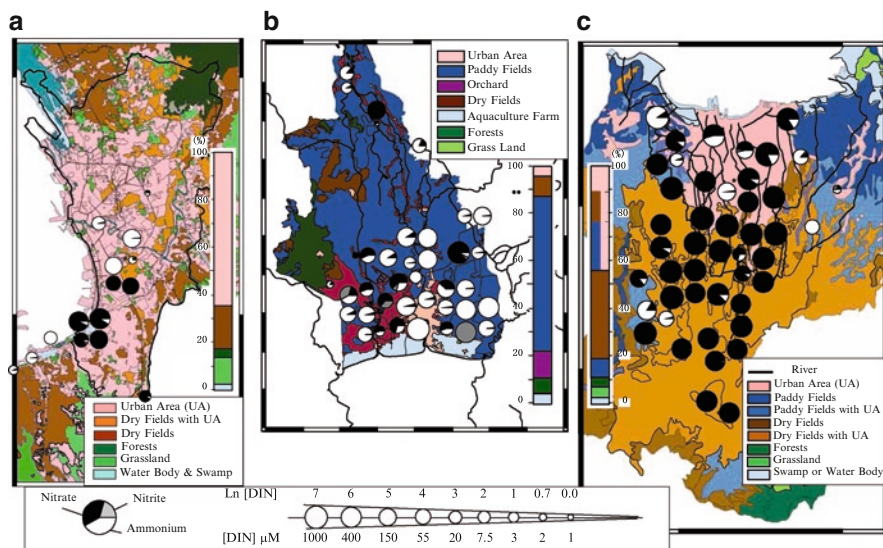 a
b
c
(%)
100
80
60
40
20
0
Urban Area (UA)
Dry Fields with UA
Dry Fields
Forests
Grassland
Water Body & Swamp
Urban Area
Paddy Fields
Orchard
Dry Fields
Aquaculture Farm
Forests
Grass Land
(%)
100
80
60
40
20
0
(%)
100
80
60
40
20
0
River
Urban Area (UA)
Paddy Fields
Paddy Fields with UA
Dry Fields
Dry Fields with UA
Forests
Grassland
Swamp or Water Body
Nitrate
Nitrite
Ammonium
Ln [DIN] 7 6 5 4 3 2 1 0.7 0.0
[DIN] µM 1000 400 150 55 20 7.5 3 2 1